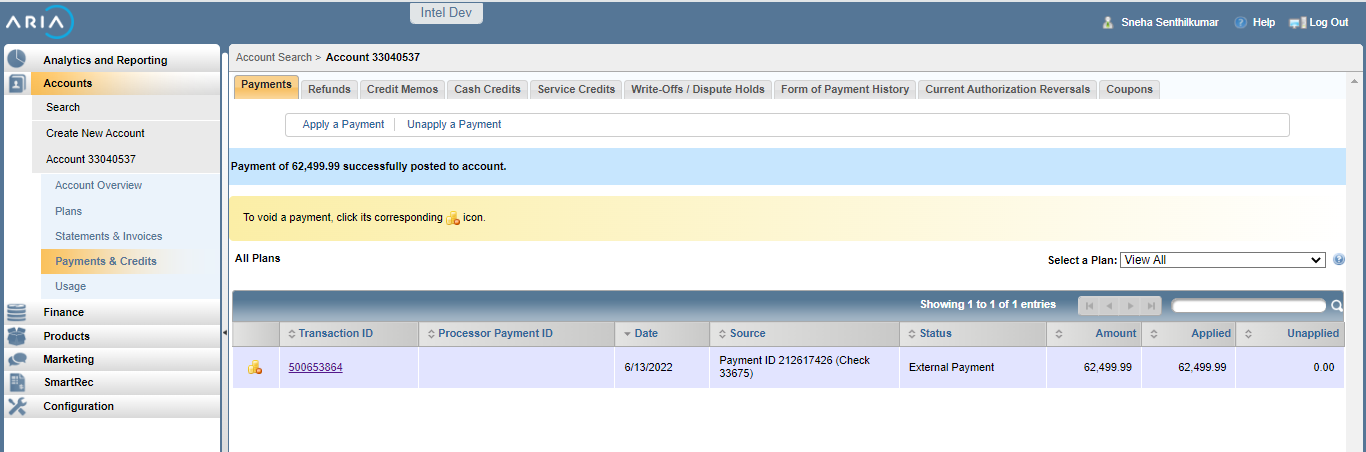 ARIA
Intel Dev
Sneha Senthilkumar
Help
Log Out
Analytics and Reporting
Accounts
Search
Create New Account
Account 33040537
Account Overview
Plans
Statements & Invoices
Payments & Credits
Usage
Finance
Products
Marketing
SmartRec
Configuration
Account Search > Account 33040537
Payments Refunds Credit Memos Cash Credits Service Credits Write-Offs / Dispute Holds Form of Payment History Current Authorization Reversals Coupons
Apply a Payment Unapply a Payment
Payment of 62,499.99 successfully posted to account.
To void a payment, click its corresponding icon.
All Plans
Select a Plan: View All
Showing 1 to 1 of 1 entries
Transaction ID Processor Payment ID Date Source Status Amount Applied Unapplied
500653864 6/13/2022 Payment ID 212617426 (Check
33675) External Payment 62,499.99 62,499.99 0.00